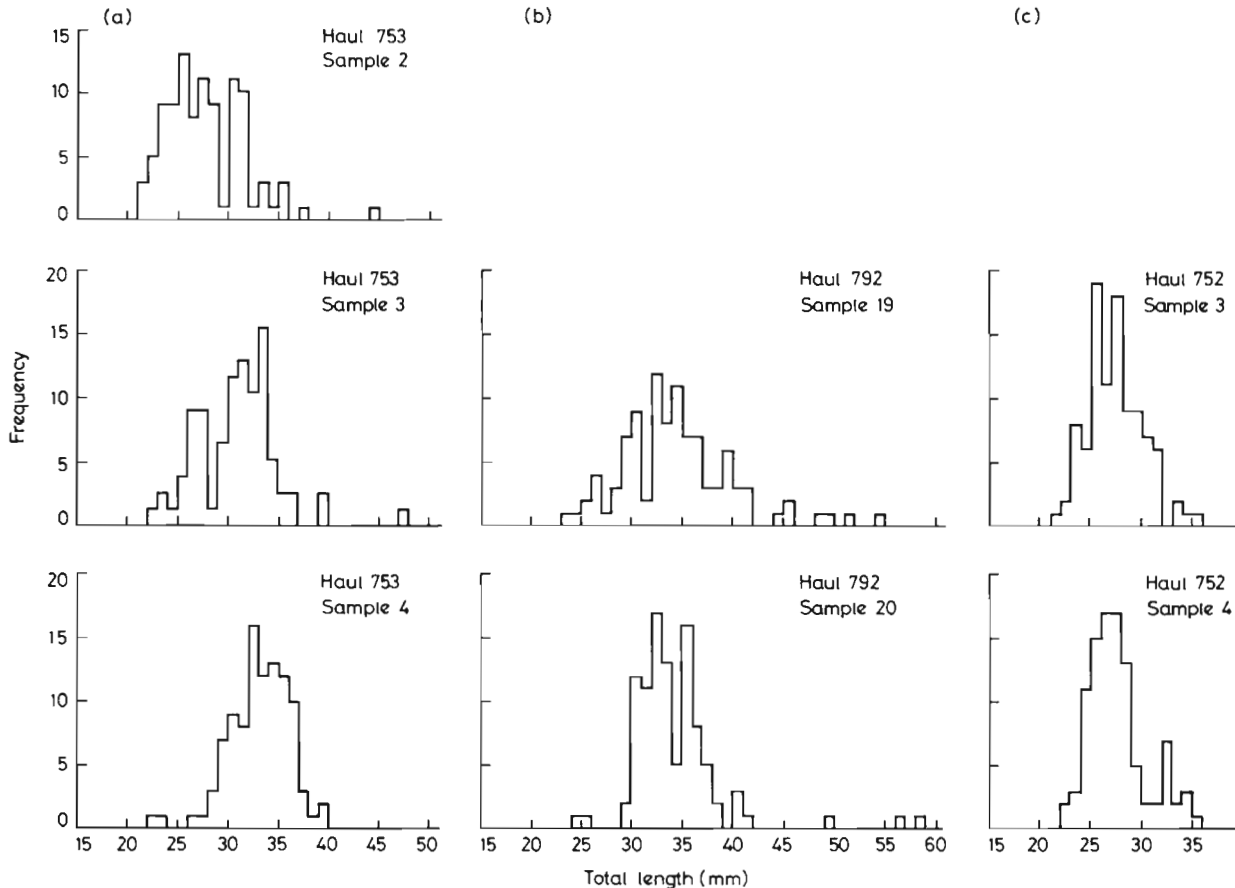 (a)
(b)
(c)
Haul 753
Sample 2
15
10
5
0
Haul 753
Sample 3
Haul 792
Sample 19
Haul 752
Sample 3
20
15
10
5
0
Frequency
Haul 753
Sample 4
Haul 792
Sample 20
Haul 752
Sample 4
20
15
10
5
0
15 20 25 30 35 40 45 50
15 20 25 30 35 40 45 50 55 60
15 20 25 30 35
Total length (mm)